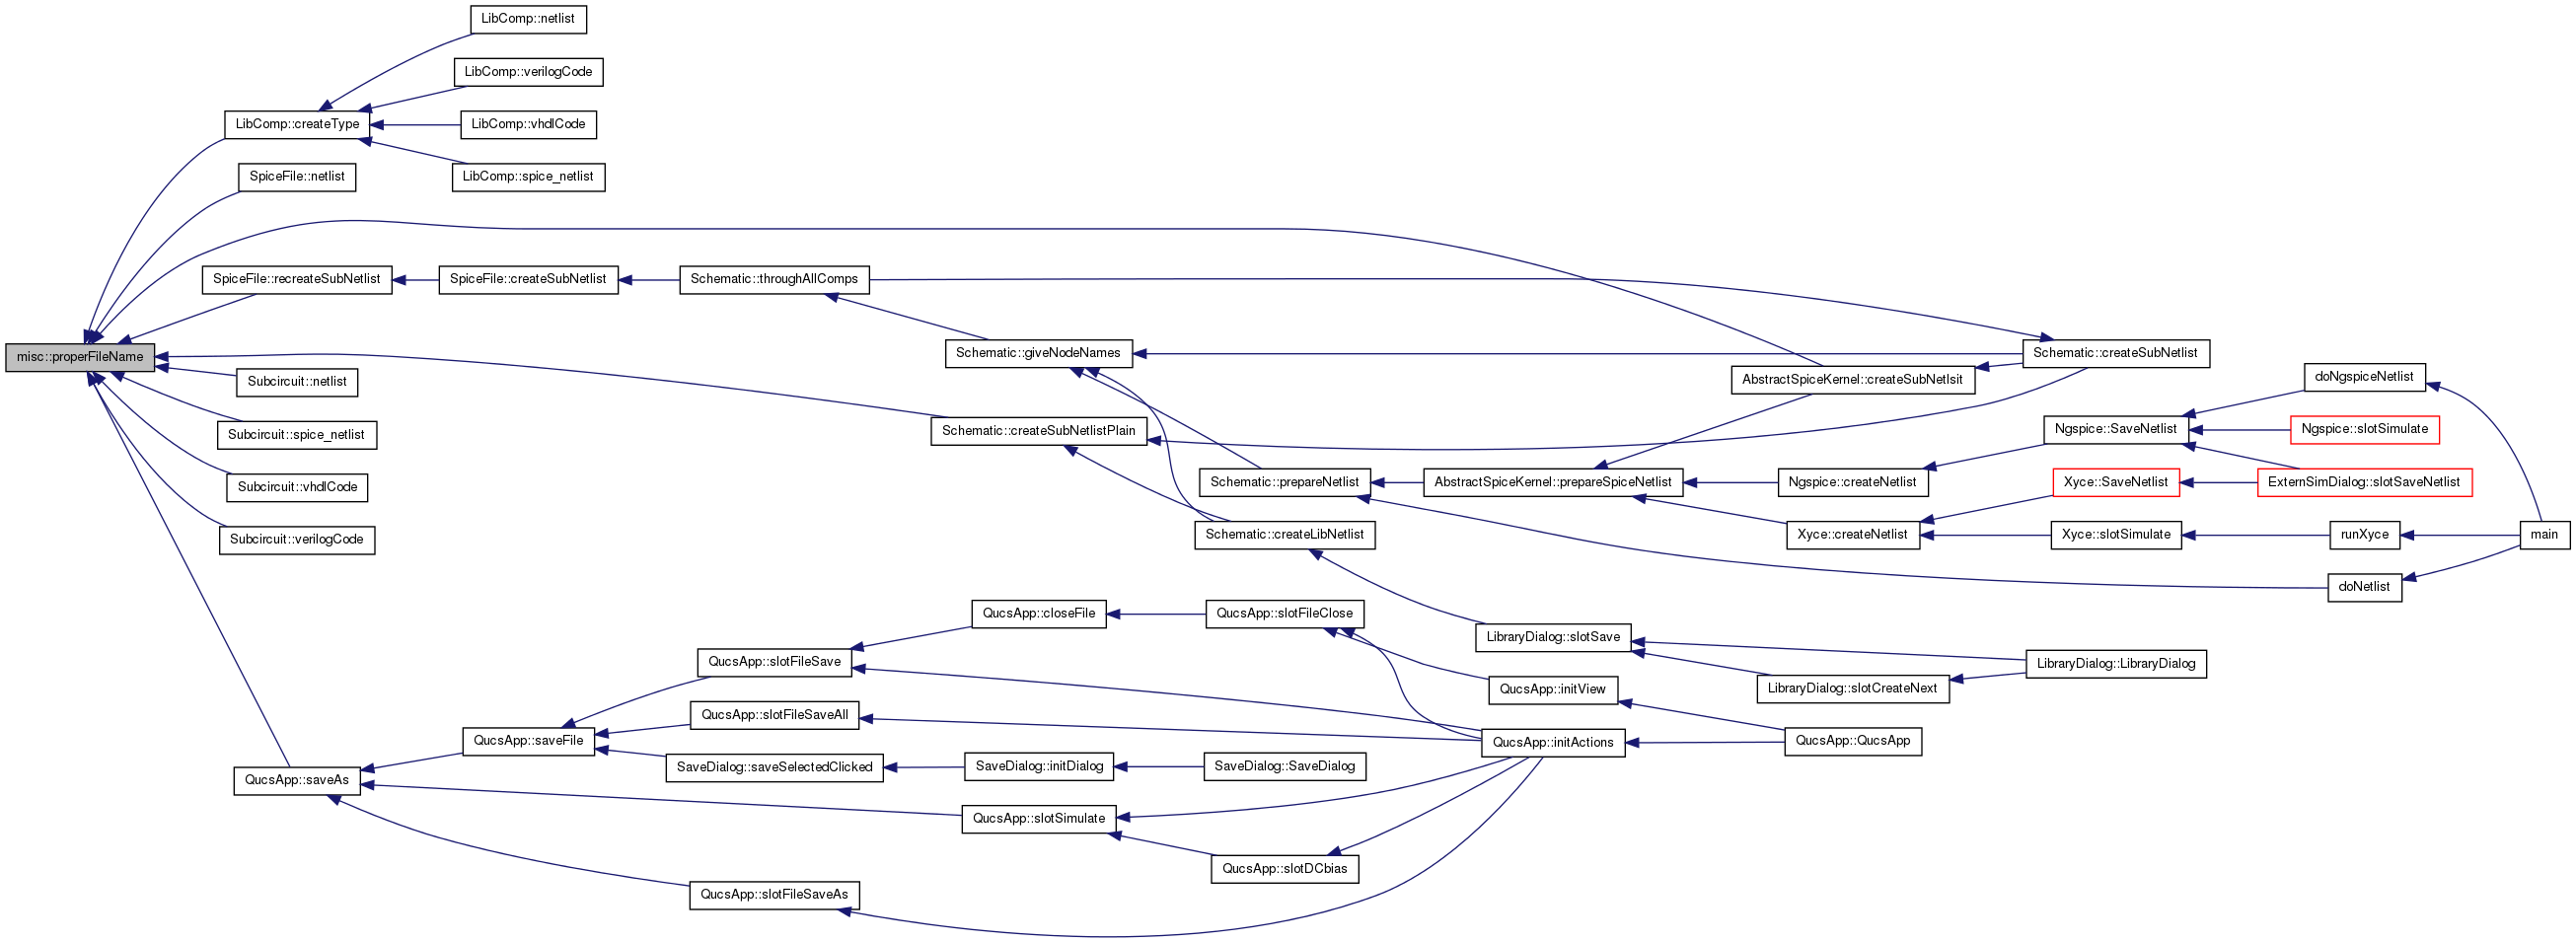 LibComp::netlist
LibComp::verilogCode
LibComp::createType
LibComp::vhdlCode
SpiceFile::netlist
LibComp::spice_netlist
SpiceFile::recreateSubNetlist
SpiceFile::createSubNetlist
Schematic::throughAllComps
misc::properFileName
Schematic::giveNodeNames
Schematic::createSubNetlist
Subcircuit::netlist
AbstractSpiceKernel::createSubNetlsit
doNgspiceNetlist
Subcircuit::spice_netlist
Schematic::createSubNetlistPlain
Ngspice::SaveNetlist
Ngspice::slotSimulate
Subcircuit::vhdlCode
Schematic::prepareNetlist
AbstractSpiceKernel::prepareSpiceNetlist
Ngspice::createNetlist
Xyce::SaveNetlist
ExternSimDialog::slotSaveNetlist
Subcircuit::verilogCode
Schematic::createLibNetlist
Xyce::createNetlist
Xyce::slotSimulate
runXyce
main
doNetlist
QucsApp::closeFile
QucsApp::slotFileClose
LibraryDialog::slotSave
QucsApp::slotFileSave
LibraryDialog::LibraryDialog
QucsApp::initView
LibraryDialog::slotCreateNext
QucsApp::slotFileSaveAll
QucsApp::saveFile
QucsApp::initActions
QucsApp::QucsApp
QucsApp::saveAs
SaveDialog::saveSelectedClicked
SaveDialog::initDialog
SaveDialog::SaveDialog
QucsApp::slotSimulate
QucsApp::slotDCbias
QucsApp::slotFileSaveAs